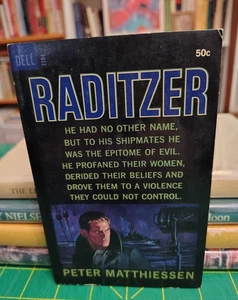 DELL
50c
RADITZER
HE HAD NO OTHER NAME,
BUT TO HIS SHIPMATES HE
WAS THE EPITOME OF EVIL.
HE PROFANED THEIR WOMEN,
DERIDED THEIR BELIEFS AND
DROVE THEM TO A VIOLENCE
THEY COULD NOT CONTROL.
PETER MATTHIESSEN